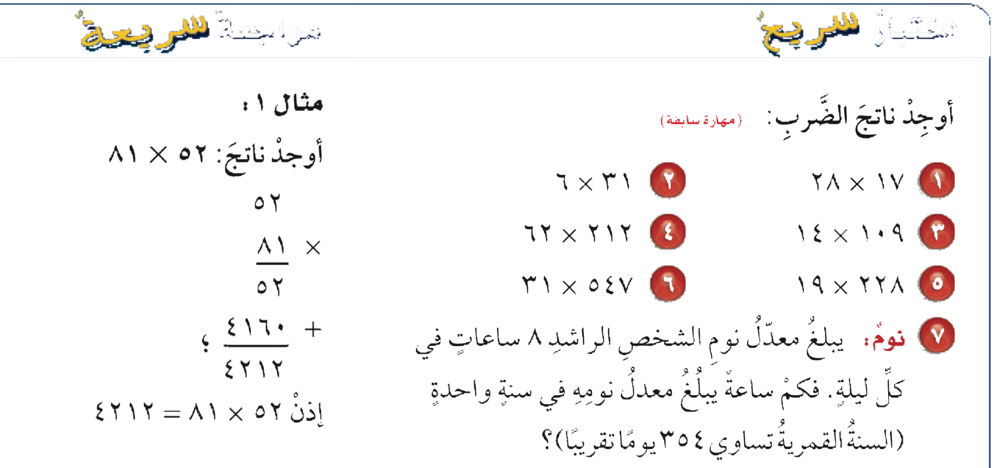 اختبارٌ سريعٌ
أوجِدْ ناتجَ الضَّربِ: (مهارة سابقة)
١ ١٧ × ٢٨
٢ ٣١ × ٦
٣ ١٠٩ × ١٤
٤ ٢١٢ × ٦٢
٥ ٢٢٨ × ١٩
٦ ٥٤٧ × ٣١
٧ نومٌ: يبلغُ معدّلُ نومِ الشخصِ الراشدِ ٨ ساعاتٍ في
كلِّ ليلةٍ. فكمْ ساعةً يبلُغُ معدلُ نومِهِ في سنةٍ واحدةٍ
(السنةُ القمريةُ تساوي ٣٥٤ يومًا تقريبًا)؟
مراجعةٌ سريعةٌ
مثال ١:
أوجدْ ناتجَ: ٥٢ × ٨١
٥٢
× ٨١
٥٢
+ ٤١٦٠ ؛
٤٢١٢
إذنْ ٥٢ × ٨١ = ٤٢١٢